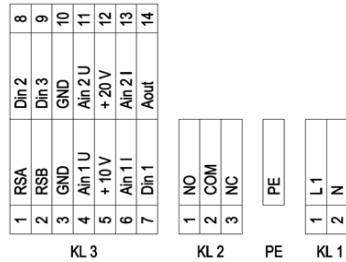 8 9 10 11 12 13 14
Din 2 Din 3 GND Ain 2 U + 20 V Ain 2 I Aout
RSA RSB GND Ain 1 U + 10 V Ain 1 I Din 1
1 2 3 4 5 6 7
KL 3
NO COM NC
1 2 3
KL 2
PE
PE
L 1 N
1 2
KL 1